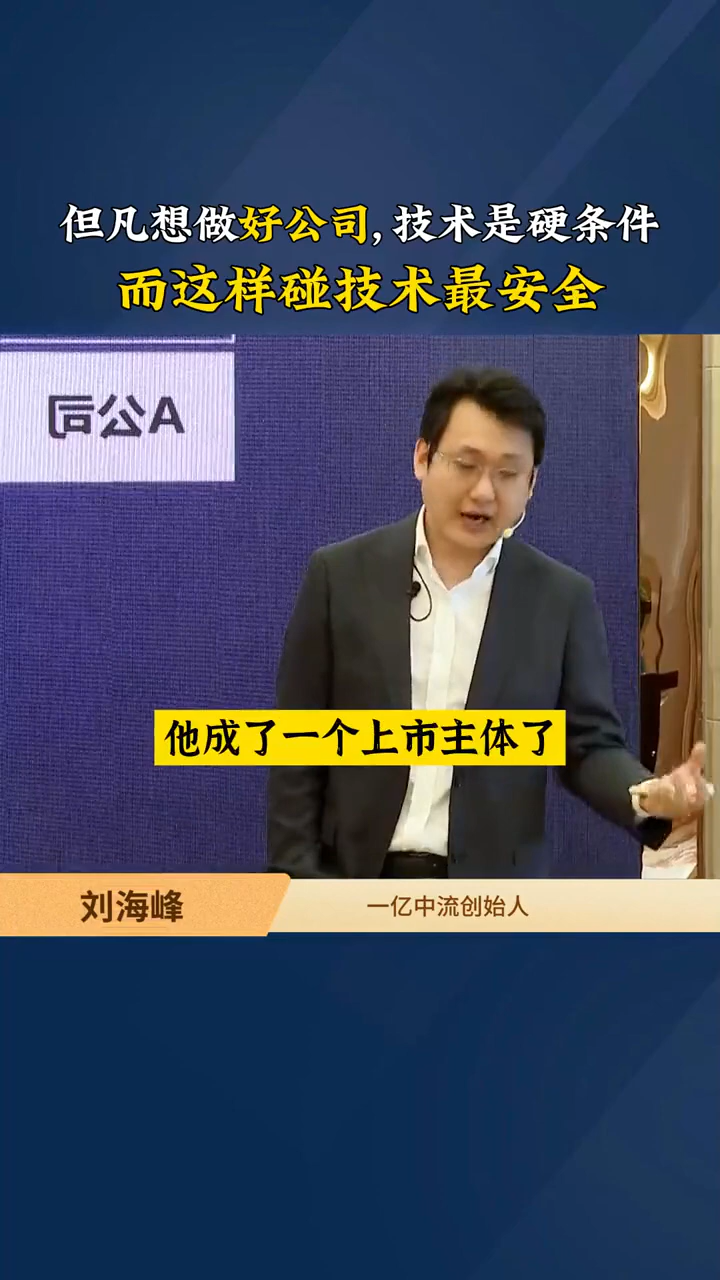 但凡想做好公司，技术是硬条件
而这样碰技术最安全
A公司
他成了一个上市主体了
刘海峰
一亿中流创始人